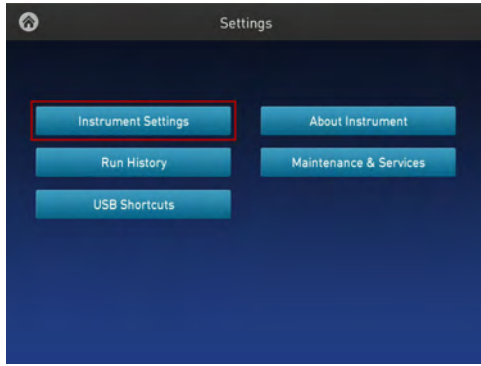 Settings
Instrument Settings
About Instrument
Run History
Maintenance & Services
USB Shortcuts